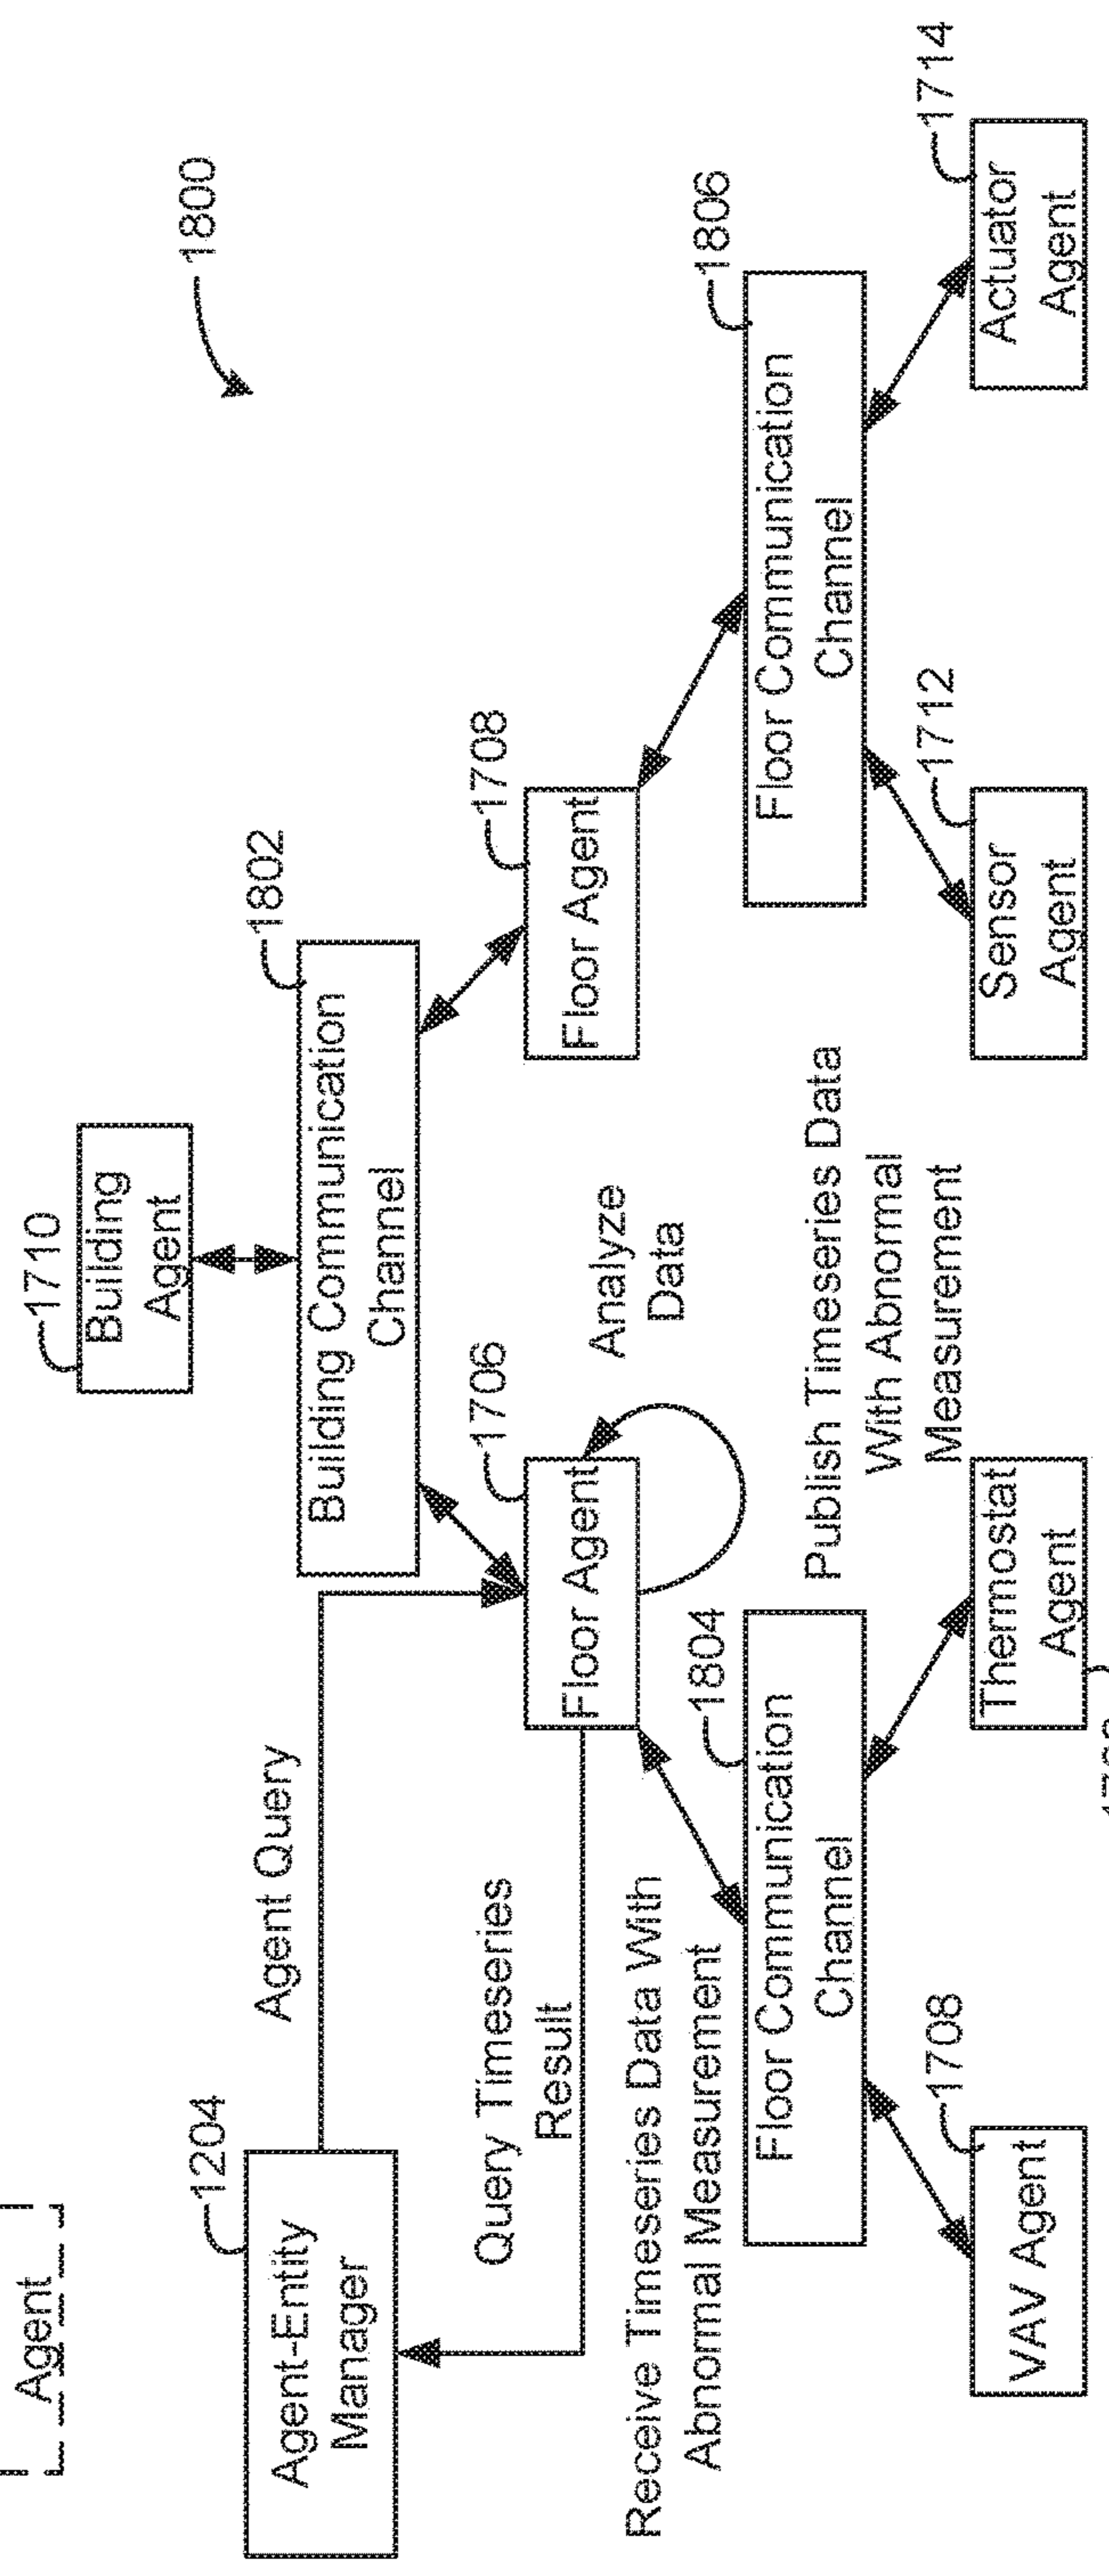 Agent
1800
1710
Building
Agent
1204
Agent-Entity
Manager
Agent Query
1802
Building Communication
Channel
Query Timeseries
Result
1706
Floor Agent
Analyze
Data
1708
Floor Agent
Receive Timeseries Data With
Abnormal Measurement
1804
Floor Communication
Channel
Publish Timeseries Data
With Abnormal
Measurement
1806
Floor Communication
Channel
1708
VAV Agent
Thermostat
Agent
1712
Sensor
Agent
1714
Actuator
Agent